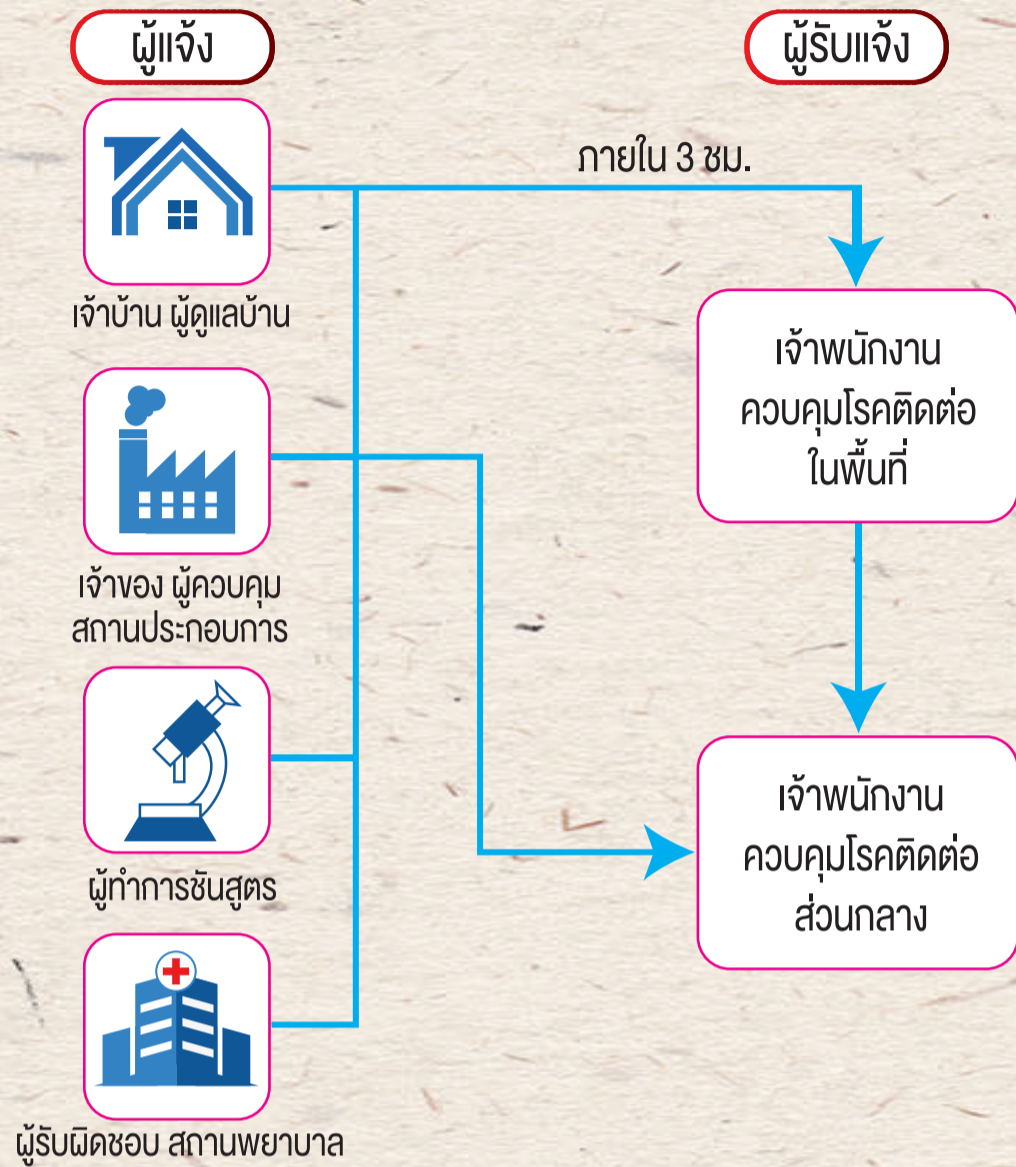 ผู้แจ้ง
ผู้รับแจ้ง
ภายใน 3 ชม.
เจ้าบ้าน ผู้ดูแลบ้าน
เจ้าของ ผู้ควบคุม
สถานประกอบการ
ผู้ทำการชันสูตร
ผู้รับผิดชอบ สถานพยาบาล
เจ้าพนักงาน
ควบคุมโรคติดต่อ
ในพื้นที่
เจ้าพนักงาน
ควบคุมโรคติดต่อ
ส่วนกลาง